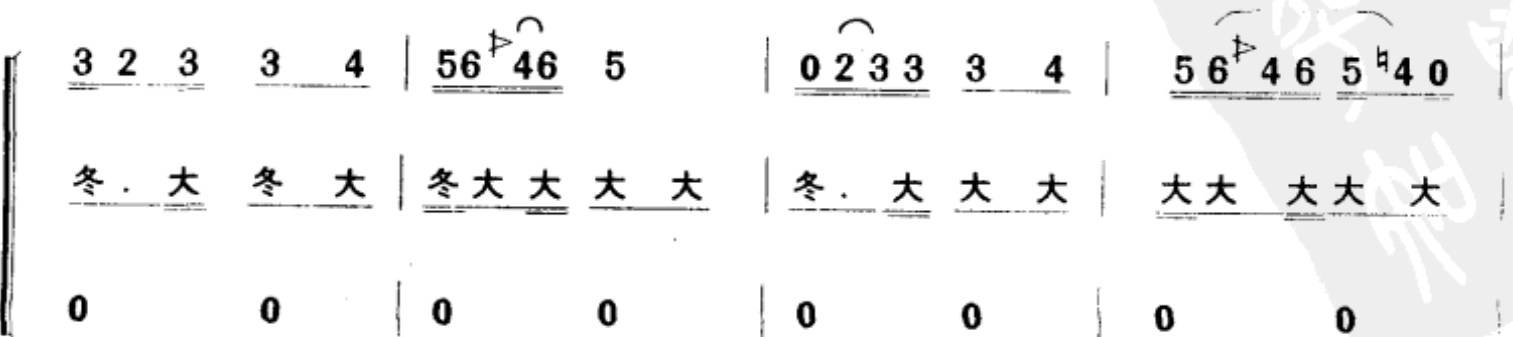 3 2 3 3 4 | 56 46 5 | 0 2 3 3 3 4 | 5 6 4 6 5 ♮4 0 |
冬 . 大 冬 大 | 冬 大 大 大 大 | 冬 . 大 大 大 | 大 大 大 大 大
0 0 | 0 0 | 0 0 | 0 0